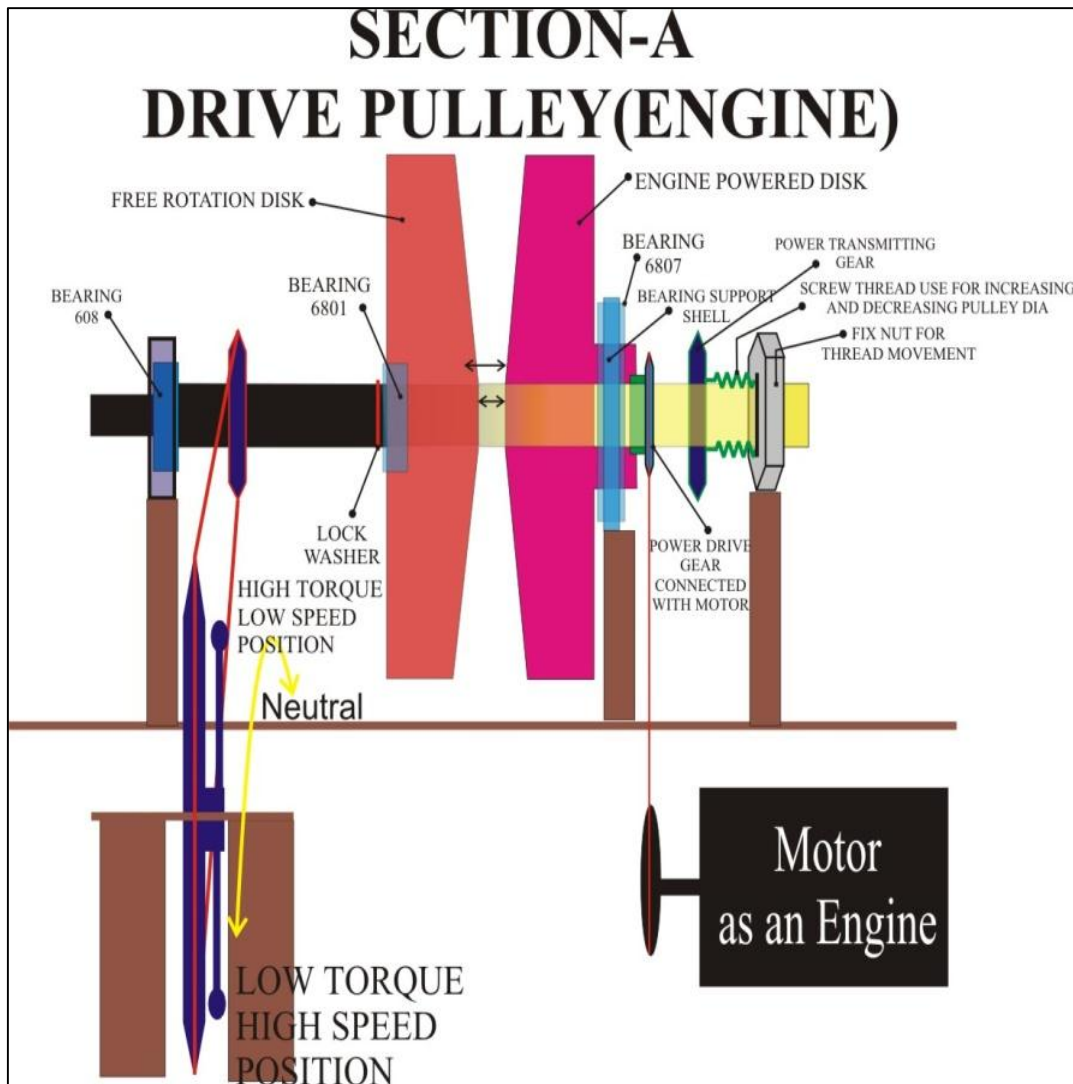 SECTION-A
DRIVE PULLEY(ENGINE)
FREE ROTATION DISK
ENGINE POWERED DISK
BEARING
608
BEARING
6801
BEARING
6807
BEARING SUPPORT
SHELL
POWER TRANSMITTING
GEAR
SCREW THREAD USE FOR INCREASING
AND DECREASING PULLEY DIA
FIX NUT FOR
THREAD MOVEMENT
LOCK
WASHER
POWER DRIVE
GEAR
CONNECTED
WITH MOTOR
HIGH TORQUE
LOW SPEED
POSITION
Neutral
Motor
as an Engine
LOW TORQUE
HIGH SPEED
POSITION